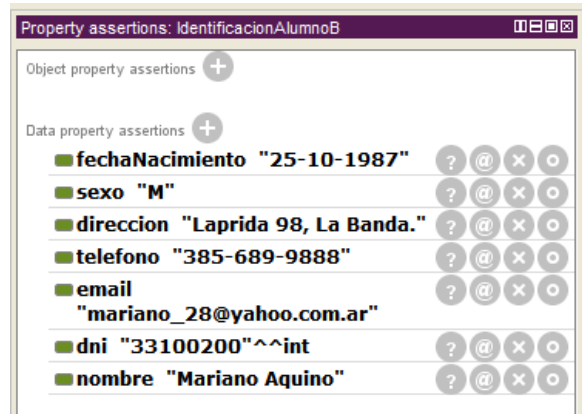 Property assertions: IdentificacionAlumnoB
Object property assertions
Data property assertions
fechaNacimiento "25-10-1987"
sexo "M"
direccion "Laprida 98, La Banda."
telefono "385-689-9888"
email
"mariano_28@yahoo.com.ar"
dni "33100200"^^int
nombre "Mariano Aquino"